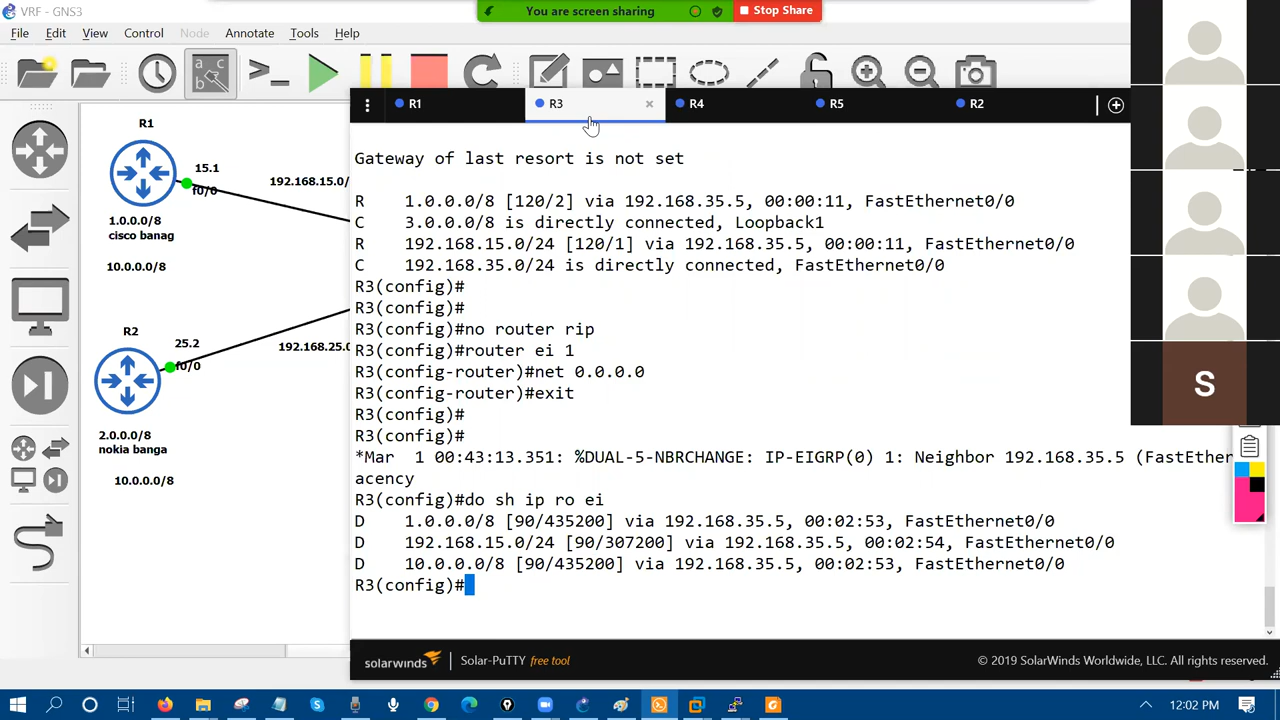 VRF - GNS3
You are screen sharing
Stop Share
File Edit View Control Node Annotate Tools Help
R1 R3 × R4 R5 R2
R1
15.1
f0/0
192.168.15.0/
1.0.0.0/8
cisco banag
10.0.0.0/8
R2
25.2
f0/0
192.168.25.0
2.0.0.0/8
nokia banga
10.0.0.0/8
Gateway of last resort is not set
R    1.0.0.0/8 [120/2] via 192.168.35.5, 00:00:11, FastEthernet0/0
C    3.0.0.0/8 is directly connected, Loopback1
R    192.168.15.0/24 [120/1] via 192.168.35.5, 00:00:11, FastEthernet0/0
C    192.168.35.0/24 is directly connected, FastEthernet0/0
R3(config)#
R3(config)#
R3(config)#no router rip
R3(config)#router ei 1
R3(config-router)#net 0.0.0.0
R3(config-router)#exit
R3(config)#
R3(config)#
*Mar  1 00:43:13.351: %DUAL-5-NBRCHANGE: IP-EIGRP(0) 1: Neighbor 192.168.35.5 (FastEther
acency
R3(config)#do sh ip ro ei
D    1.0.0.0/8 [90/435200] via 192.168.35.5, 00:02:53, FastEthernet0/0
D    192.168.15.0/24 [90/307200] via 192.168.35.5, 00:02:54, FastEthernet0/0
D    10.0.0.0/8 [90/435200] via 192.168.35.5, 00:02:53, FastEthernet0/0
R3(config)#
S
solarwinds
Solar-PuTTY free tool
© 2019 SolarWinds Worldwide, LLC. All rights reserved.
12:02 PM